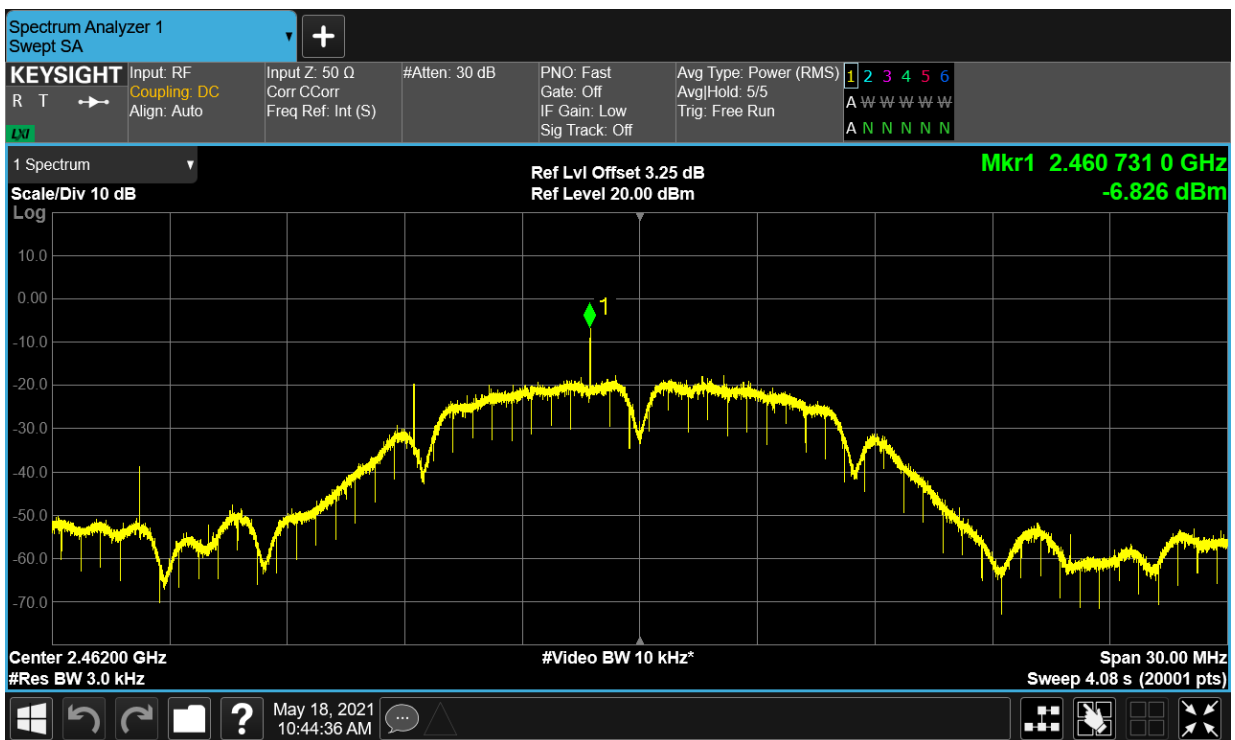 Spectrum Analyzer 1
Swept SA
+
KEYSIGHT
R T
LXI
Input: RF
Coupling: DC
Align: Auto
Input Z: 50 Ω
Corr CCorr
Freq Ref: Int (S)
#Atten: 30 dB
PNO: Fast
Gate: Off
IF Gain: Low
Sig Track: Off
Avg Type: Power (RMS)
Avg|Hold: 5/5
Trig: Free Run
1 2 3 4 5 6
A W W W W W
A N N N N N
1 Spectrum
Scale/Div 10 dB
Log
Ref Lvl Offset 3.25 dB
Ref Level 20.00 dBm
Mkr1 2.460 731 0 GHz
-6.826 dBm
10.0
0.00
-10.0
-20.0
-30.0
-40.0
-50.0
-60.0
-70.0
1
Center 2.46200 GHz
#Res BW 3.0 kHz
#Video BW 10 kHz*
Span 30.00 MHz
Sweep 4.08 s (20001 pts)
?
May 18, 2021
10:44:36 AM